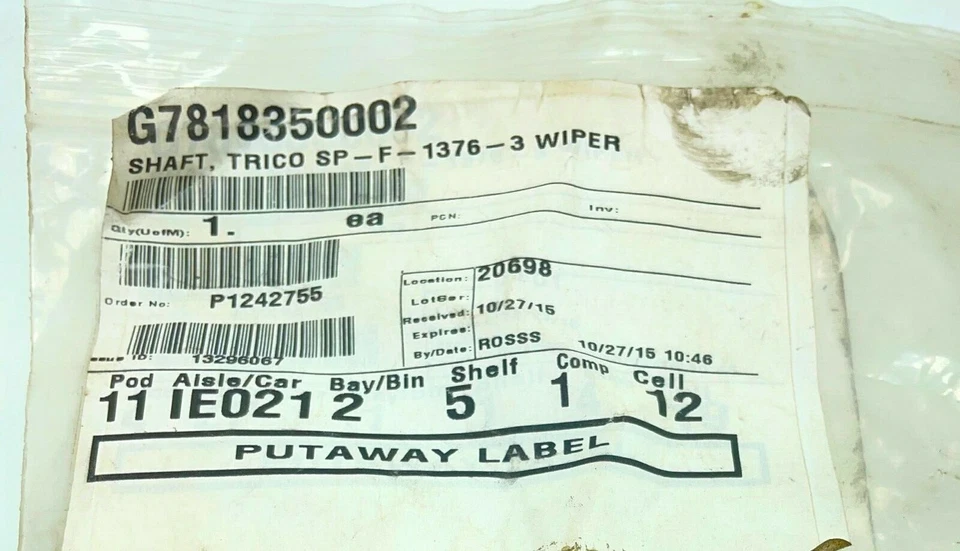 G7818350002
SHAFT, TRICO SP-F-1376-3 WIPER
Qty(UofM): 1. ea PCN: Inv:
Order No: P1242755
Location: 20698
LotSer:
Received: 10/27/15
Expires:
By/Date: ROSSS 10/27/15 10:46
ID: 13296067
Pod Aisle/Car Bay/Bin Shelf Comp Cell
11 IE021 2 5 1 12
PUTAWAY LABEL